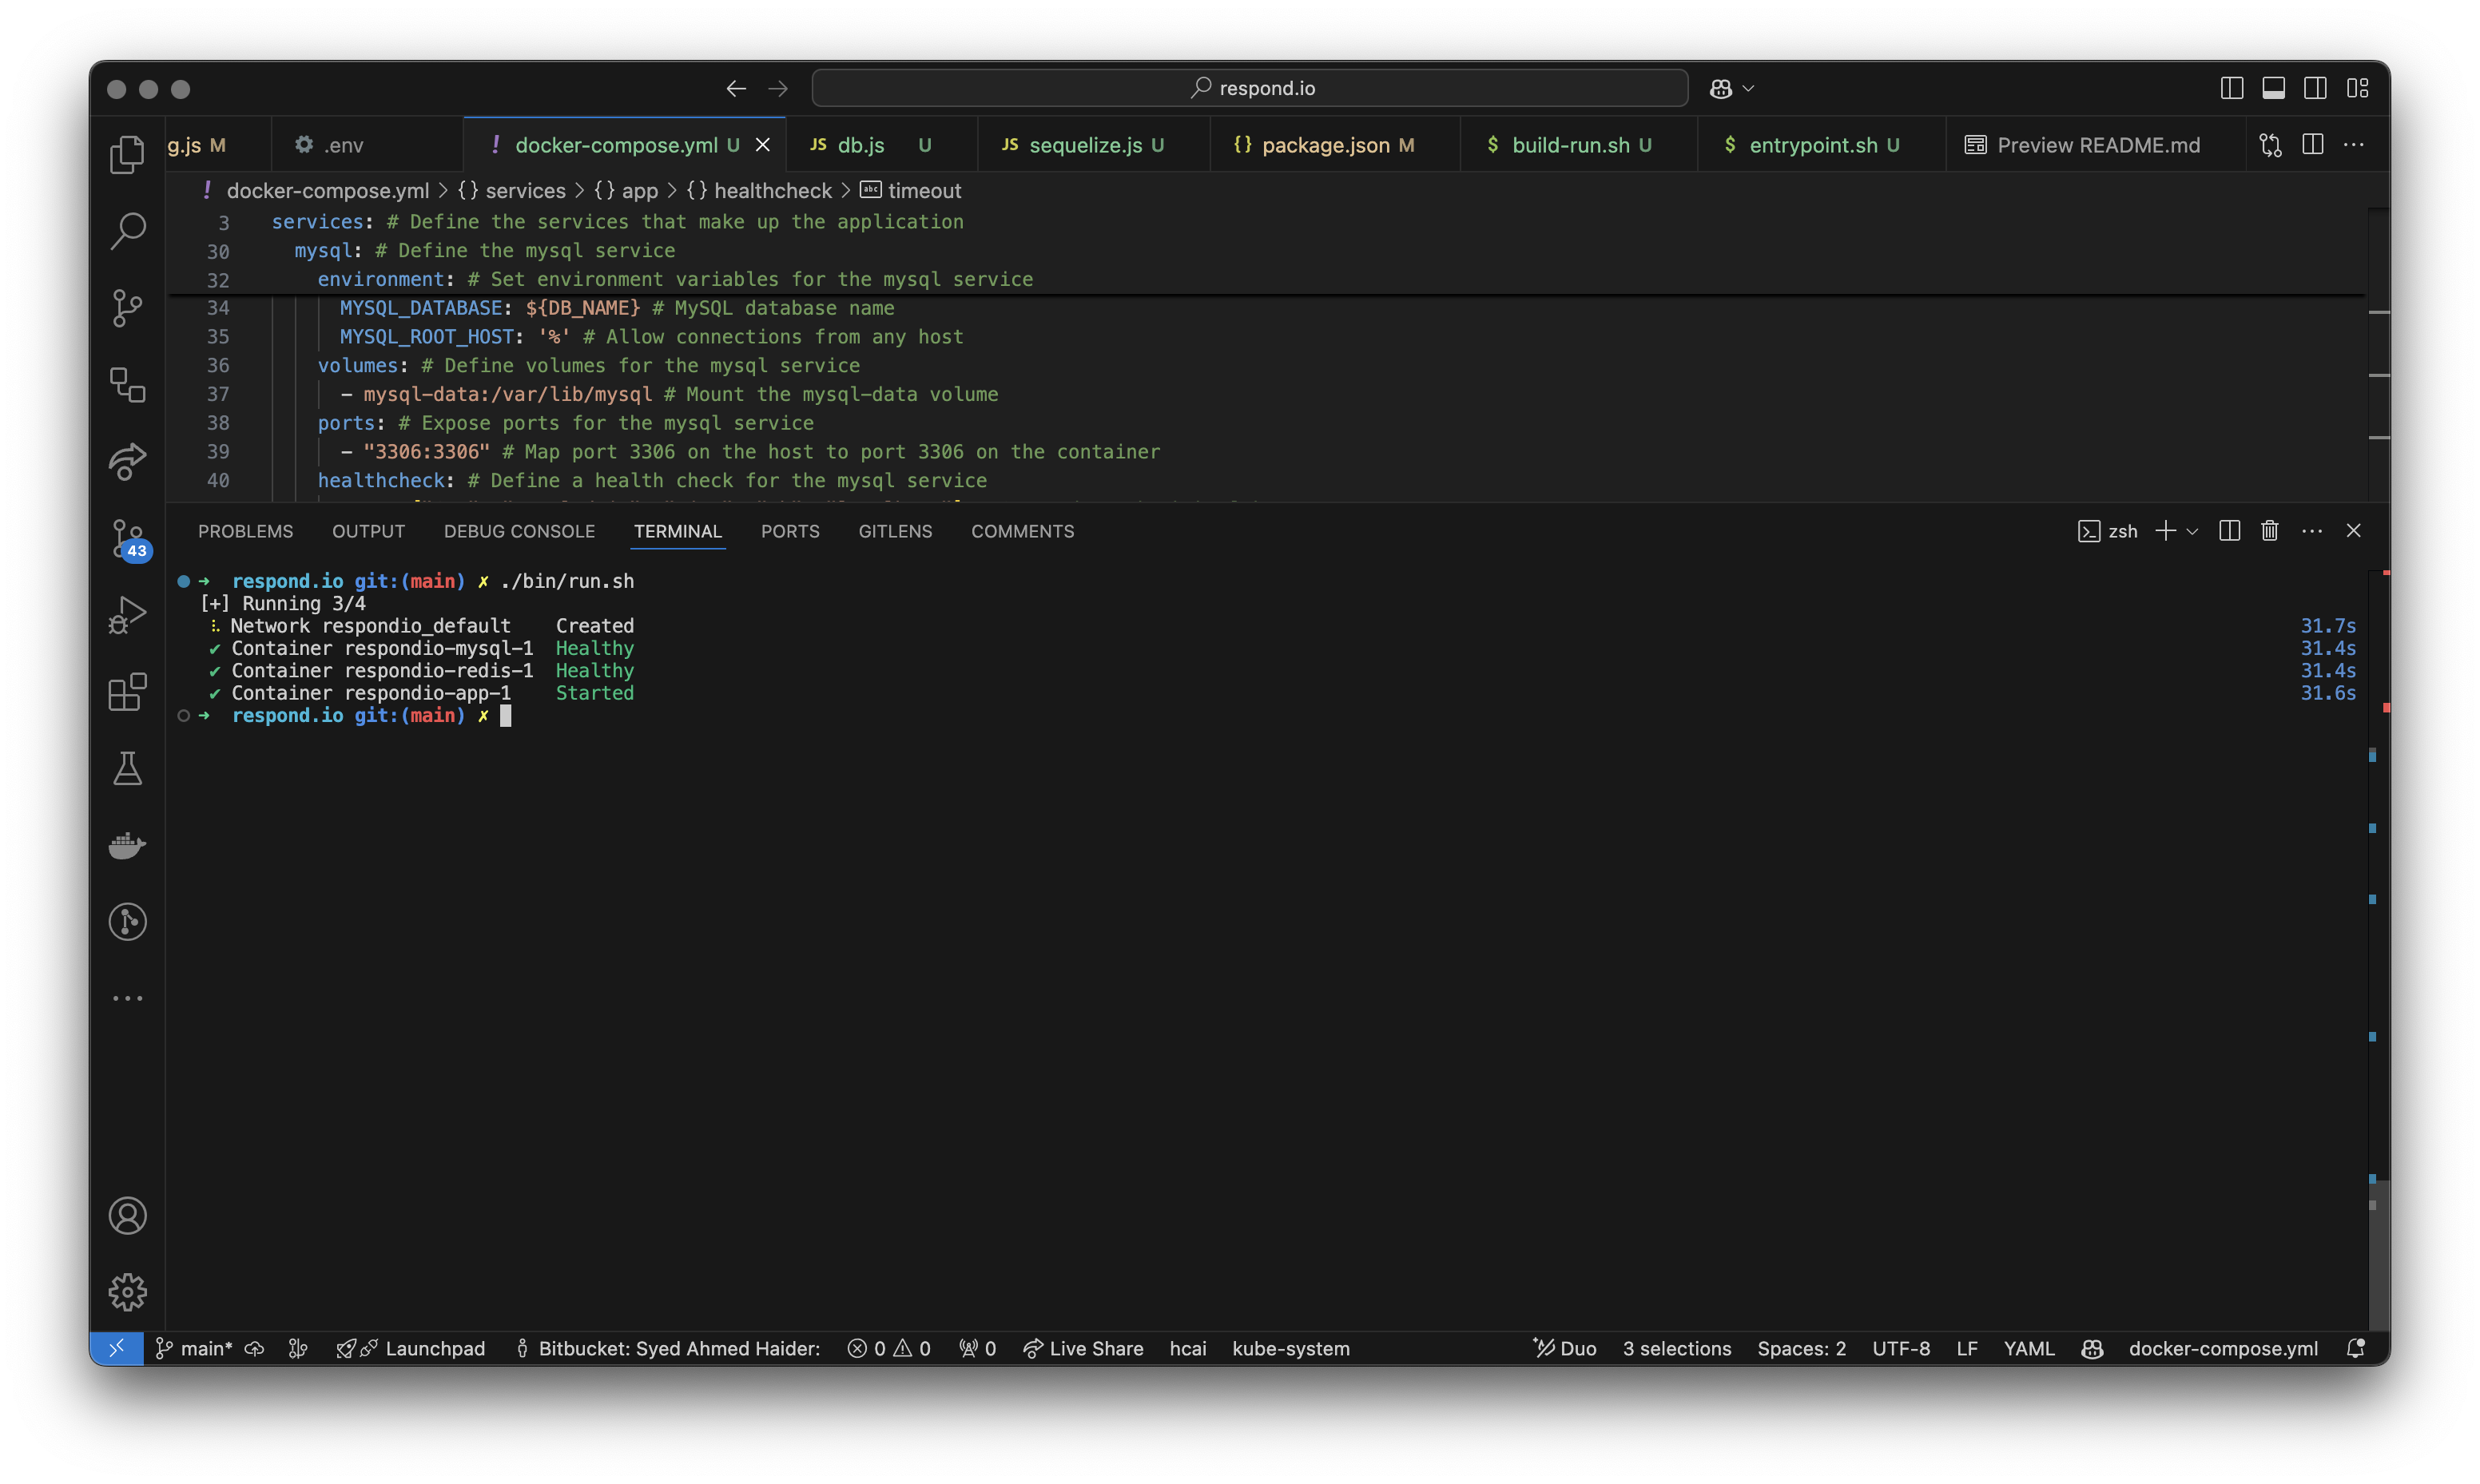 respond.io
g.js M
.env
! docker-compose.yml U
JS db.js U
JS sequelize.js U
{} package.json M
$ build-run.sh U
$ entrypoint.sh U
Preview README.md
! docker-compose.yml > {} services > {} app > {} healthcheck > abc timeout
3 services: # Define the services that make up the application
30 mysql: # Define the mysql service
32 environment: # Set environment variables for the mysql service
34 MYSQL_DATABASE: ${DB_NAME} # MySQL database name
35 MYSQL_ROOT_HOST: '%' # Allow connections from any host
36 volumes: # Define volumes for the mysql service
37 - mysql-data:/var/lib/mysql # Mount the mysql-data volume
38 ports: # Expose ports for the mysql service
39 - "3306:3306" # Map port 3306 on the host to port 3306 on the container
40 healthcheck: # Define a health check for the mysql service
PROBLEMS OUTPUT DEBUG CONSOLE TERMINAL PORTS GITLENS COMMENTS
zsh
43
➜ respond.io git:(main) ✗ ./bin/run.sh
[+] Running 3/4
Network respondio_default Created 31.7s
✔ Container respondio-mysql-1 Healthy 31.4s
✔ Container respondio-redis-1 Healthy 31.4s
✔ Container respondio-app-1 Started 31.6s
➜ respond.io git:(main) ✗
main* Launchpad Bitbucket: Syed Ahmed Haider: 0 0 0 Live Share hcai kube-system Duo 3 selections Spaces: 2 UTF-8 LF YAML docker-compose.yml